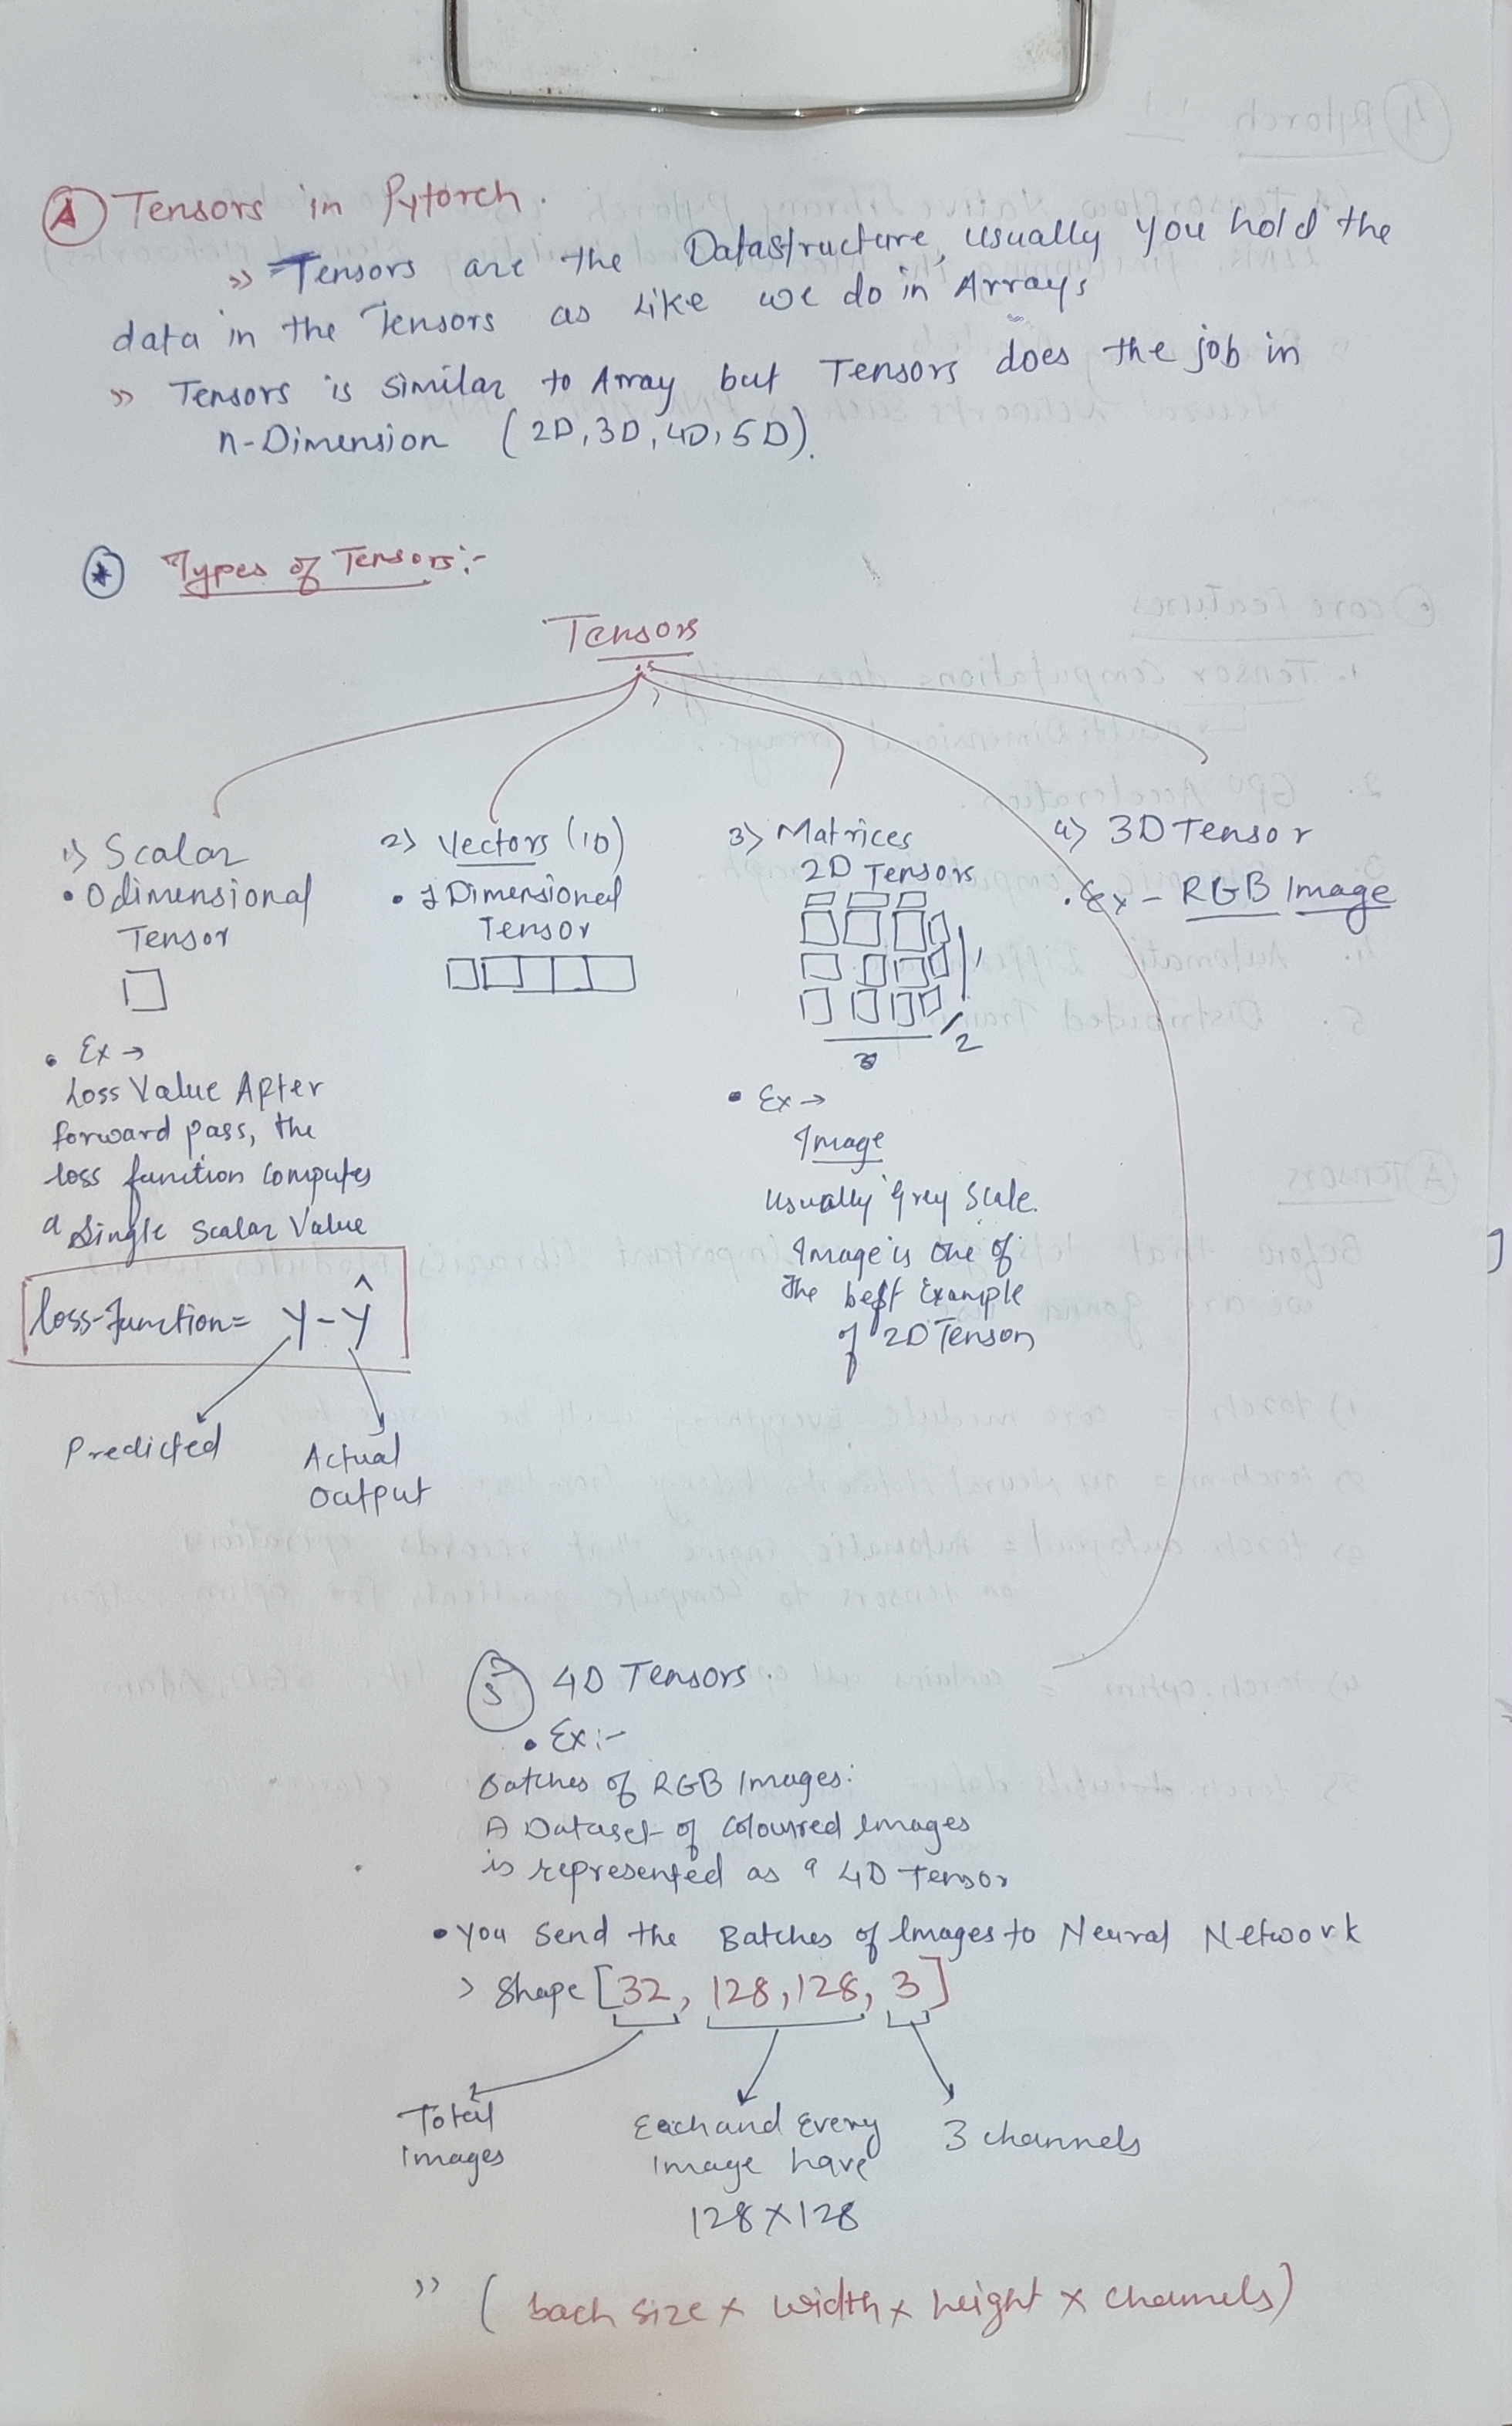 A Tensors in Pytorch.
» Tensors are the Datastructure, usually you hold the
data in the Tensors as like we do in Arrays
» Tensors is similar to Array but Tensors does the job in
n-Dimension (2D, 3D, 4D, 5D).
* Types of Tensors:-
Tensors
1) Scalar
• 0 dimensional
Tensor
• Ex →
Loss Value After
forward pass, the
loss function computes
a single scalar value
loss-function = Y-Ŷ
Predicted
Actual
Output
2) Vectors (1D)
• 1 Dimensional
Tensor
3) Matrices
2D Tensors
1
2
3
• Ex →
Image
Usually Grey Scale.
Image is one of
the best Example
of 2D Tensor
4) 3D Tensor
• Ex - RGB Image
5 4D Tensors.
• Ex:-
Batches of RGB Images:
A Dataset of Coloured Images
is represented as a 4D Tensor
• You Send the Batches of Images to Neural Network
> Shape [32, 128, 128, 3]
Total
Images
Each and Every
Image have
128 x 128
3 channels
» (bach size x width x height x channels)